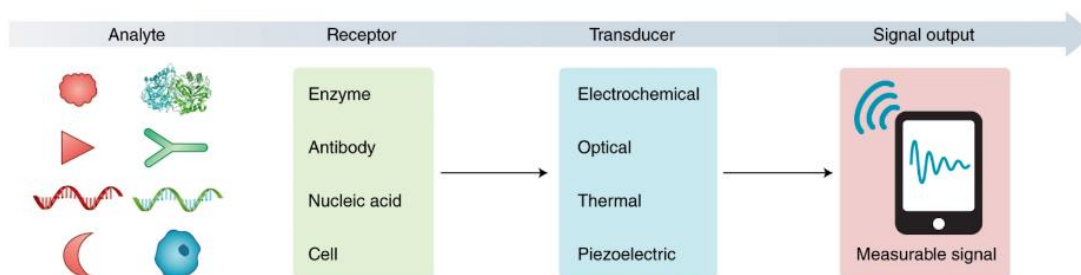 Analyte
Receptor
Transducer
Signal output
Enzyme
Antibody
Nucleic acid
Cell
Electrochemical
Optical
Thermal
Piezoelectric
Measurable signal